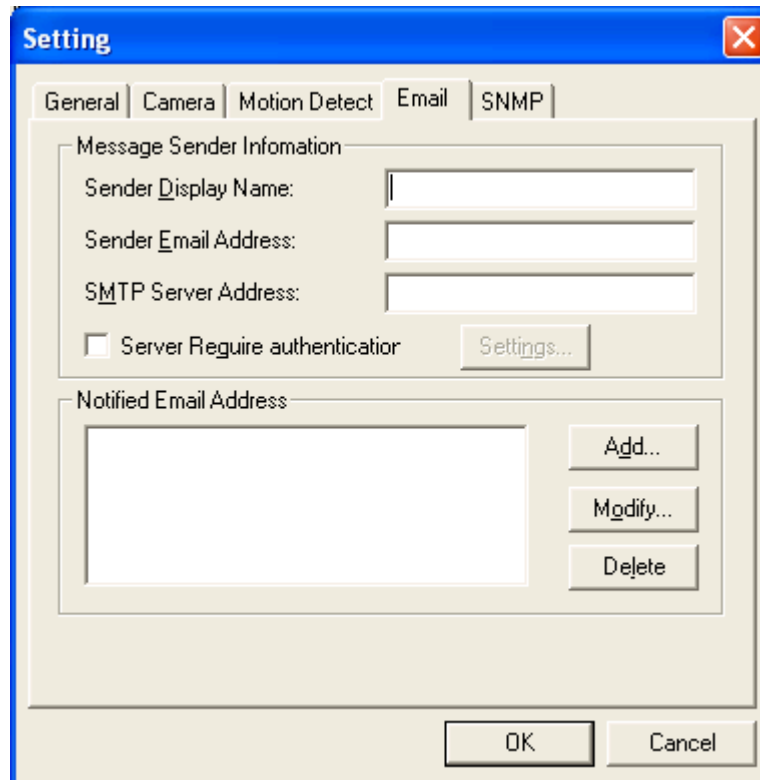 Setting
General Camera Motion Detect Email SNMP
Message Sender Infomation
Sender Display Name:
Sender Email Address:
SMTP Server Address:
Server Reguire authenticatior Settings...
Notified Email Address
Add...
Modify...
Delete
OK Cancel